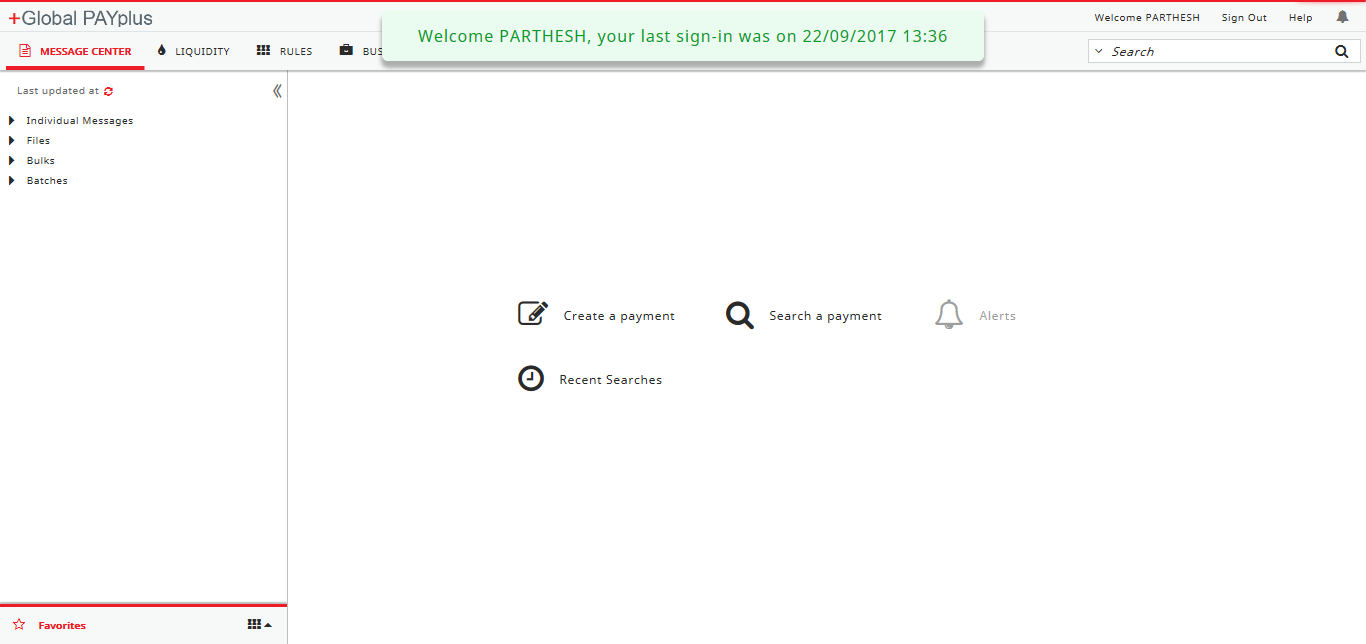 +Global PAYplus
Welcome PARTHESH Sign Out Help
MESSAGE CENTER LIQUIDITY RULES BUS
Welcome PARTHESH, your last sign-in was on 22/09/2017 13:36
Search
Last updated at
Individual Messages
Files
Bulks
Batches
Create a payment Search a payment Alerts
Recent Searches
Favorites